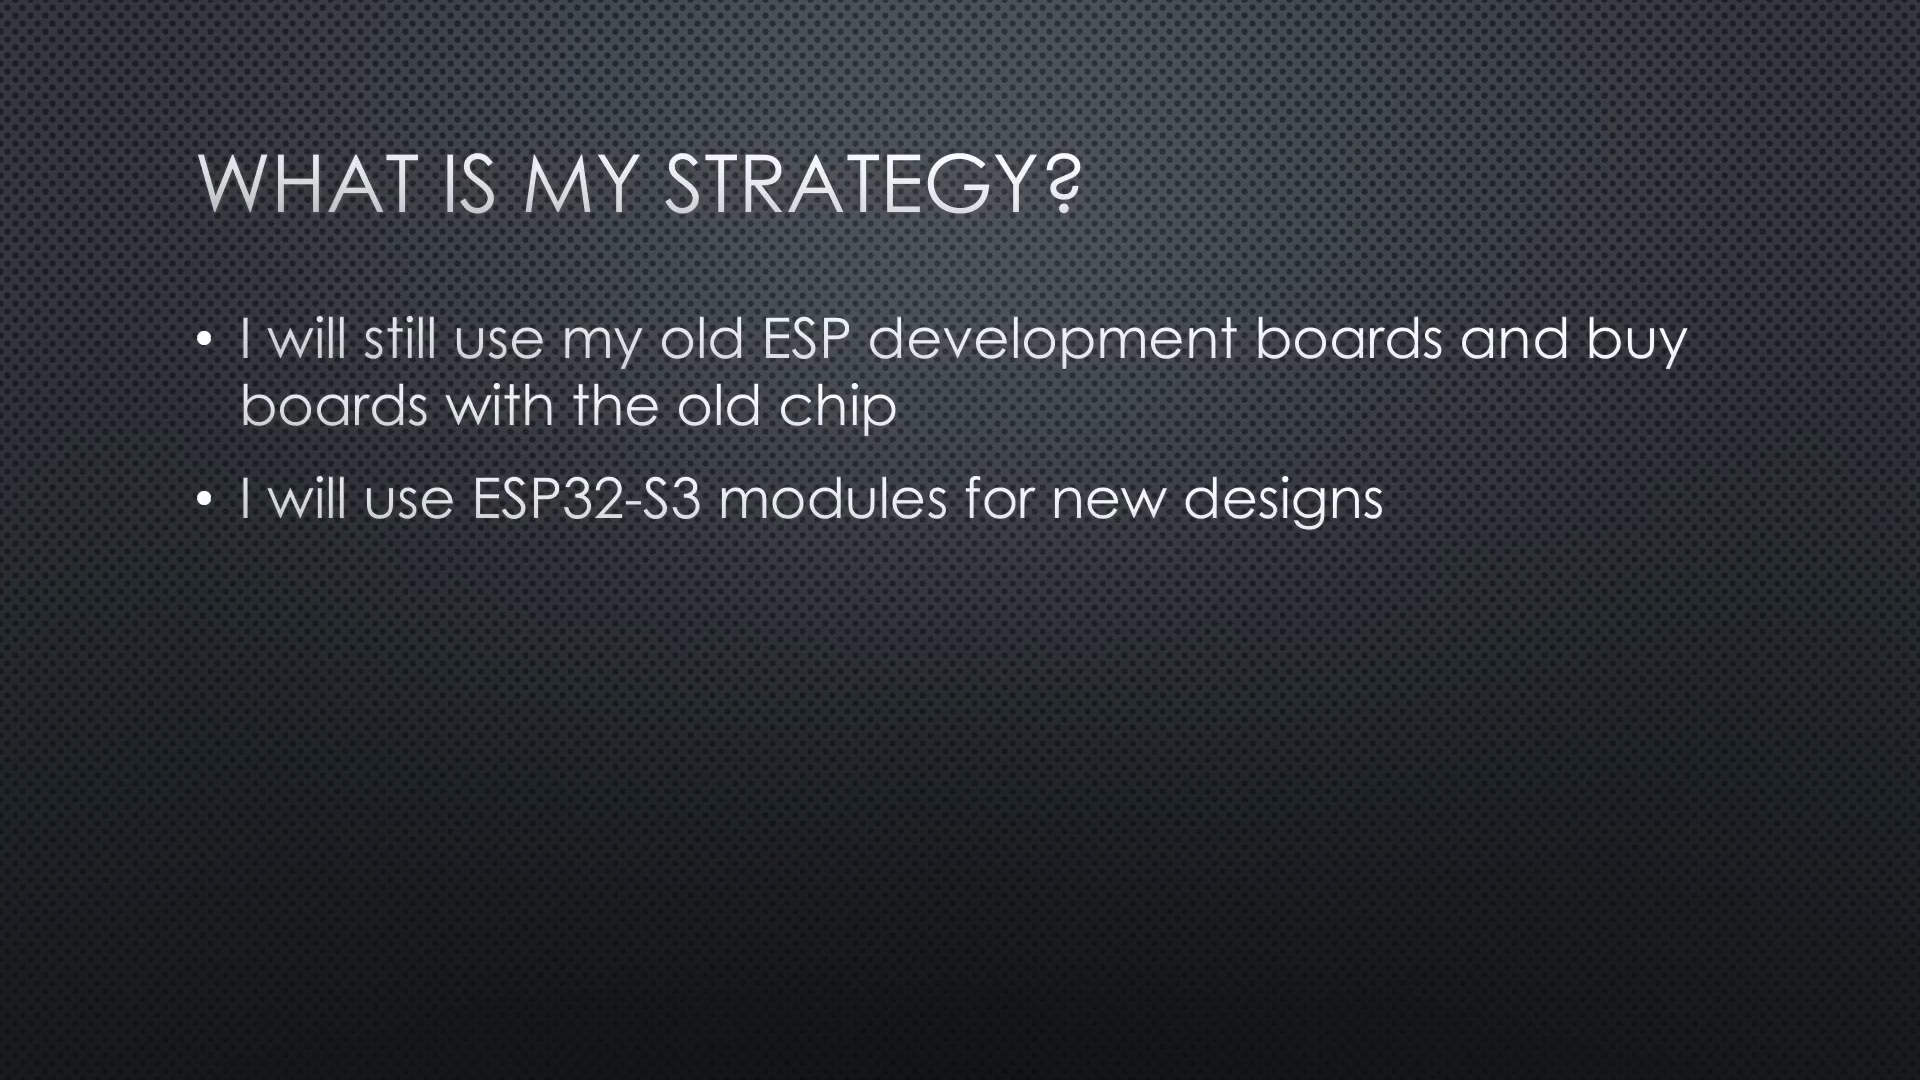 WHAT IS MY STRATEGY?
• I will still use my old ESP development boards and buy
boards with the old chip
• I will use ESP32-S3 modules for new designs